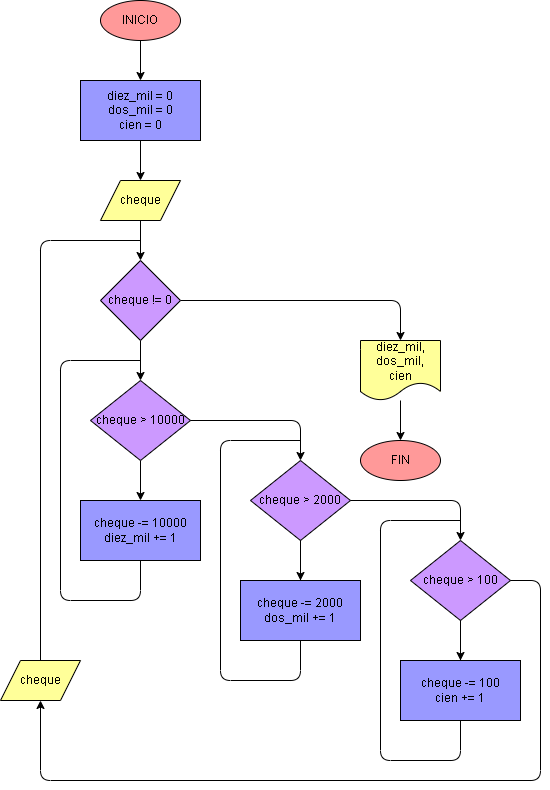 INICIO
diez_mil = 0
dos_mil = 0
cien = 0
cheque
cheque != 0
diez_mil,
dos_mil,
cien
FIN
cheque > 10000
cheque -= 10000
diez_mil += 1
cheque > 2000
cheque -= 2000
dos_mil += 1
cheque > 100
cheque -= 100
cien += 1
cheque